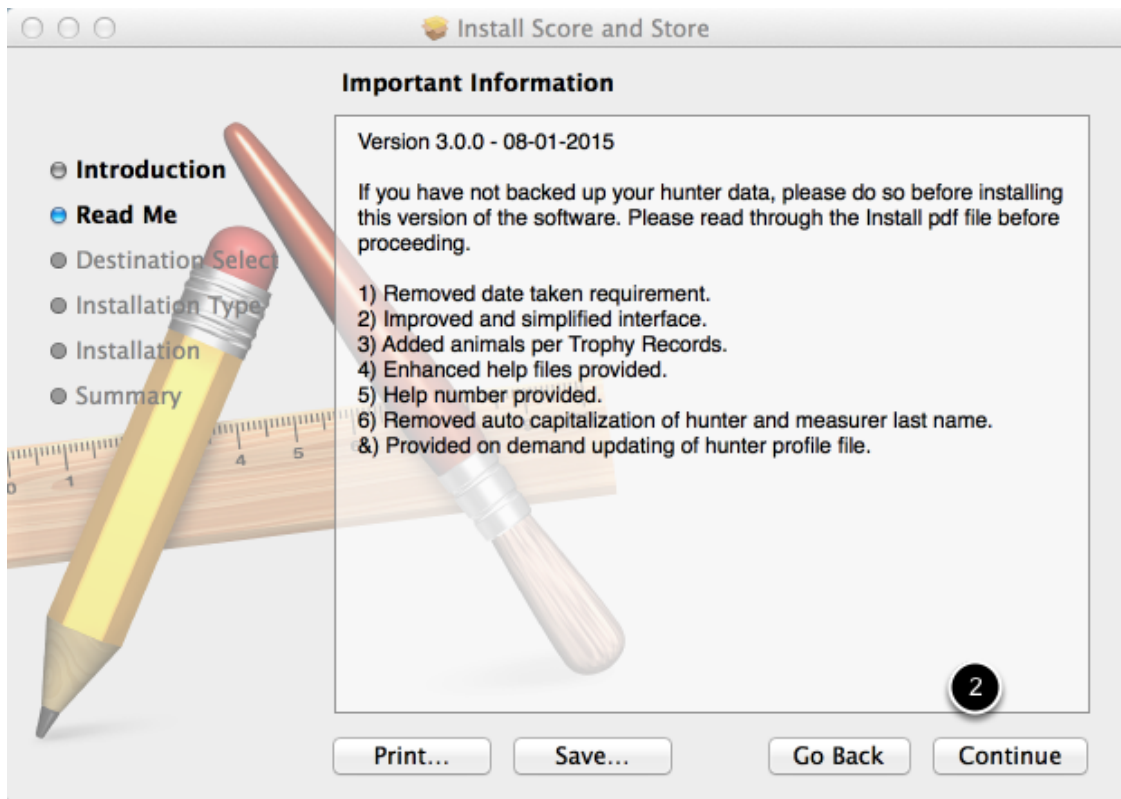 Install Score and Store
Important Information
Introduction
Read Me
Destination Select
Installation Type
Installation
Summary
Version 3.0.0 - 08-01-2015
If you have not backed up your hunter data, please do so before installing
this version of the software. Please read through the Install pdf file before
proceeding.
1) Removed date taken requirement.
2) Improved and simplified interface.
3) Added animals per Trophy Records.
4) Enhanced help files provided.
5) Help number provided.
6) Removed auto capitalization of hunter and measurer last name.
&) Provided on demand updating of hunter profile file.
0 1 4 5
2
Print... Save... Go Back Continue